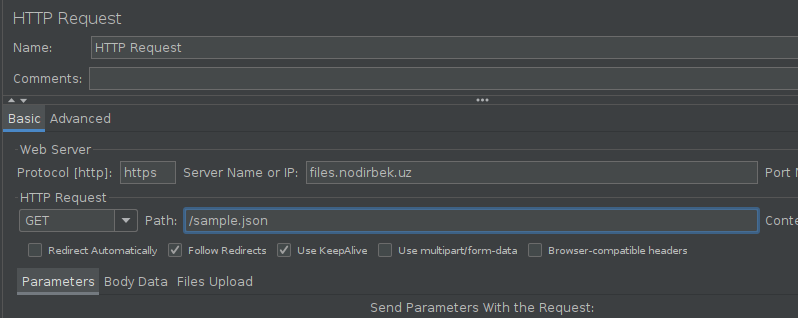 HTTP Request
Name: HTTP Request
Comments:
Basic Advanced
Web Server
Protocol [http]: https Server Name or IP: files.nodirbek.uz Port
HTTP Request
GET Path: /sample.json
Redirect Automatically Follow Redirects Use KeepAlive Use multipart/form-data Browser-compatible headers
Parameters Body Data Files Upload
Send Parameters With the Request: